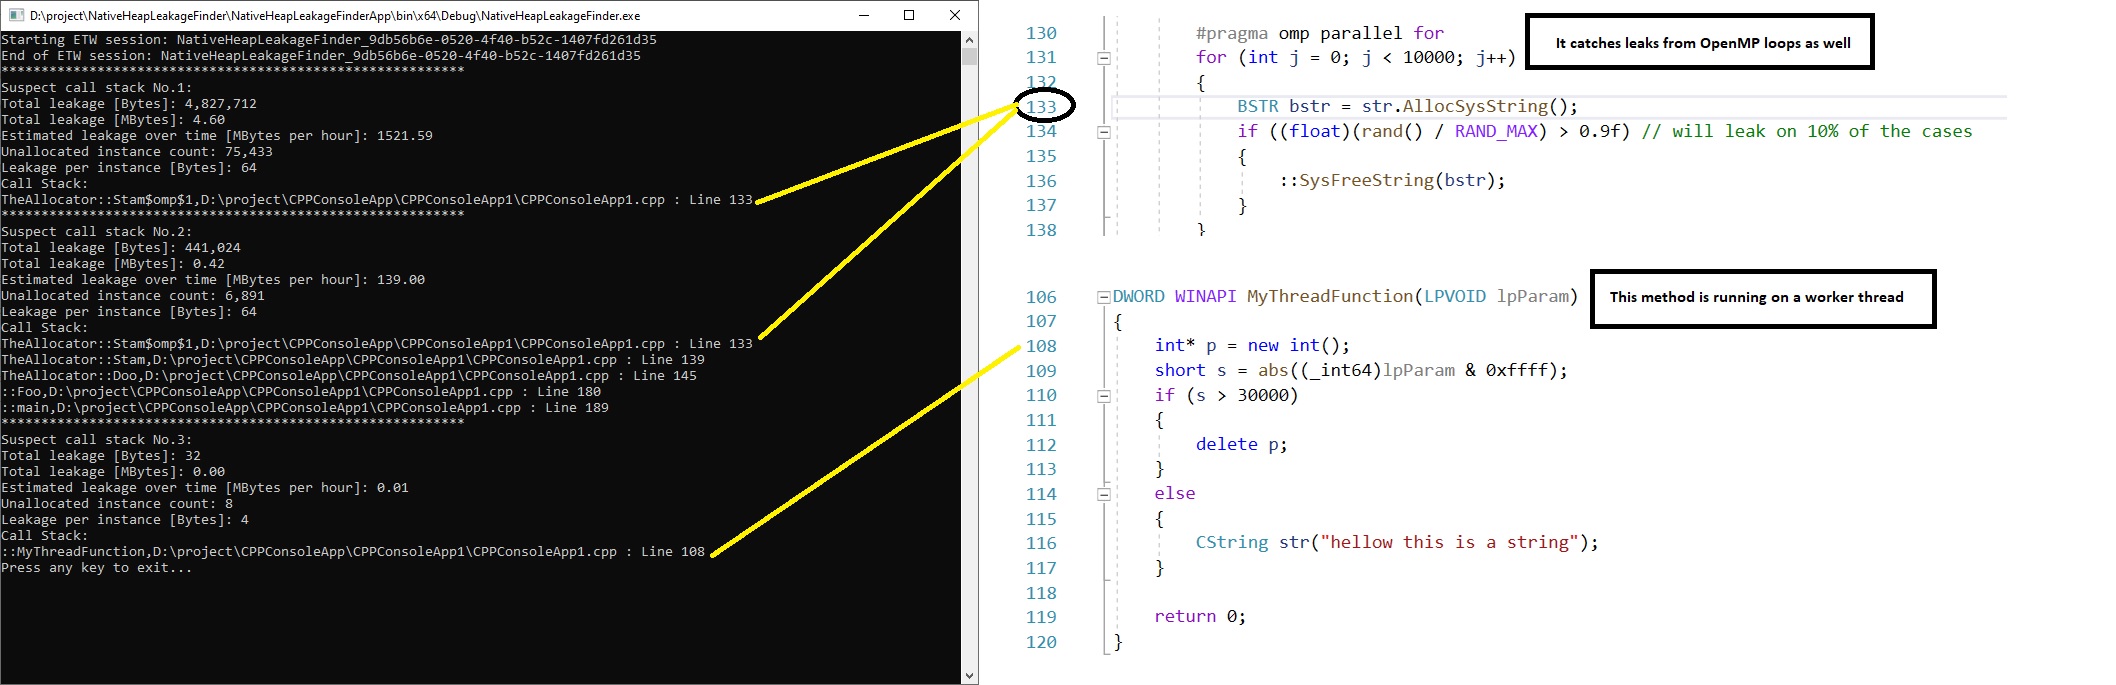 D:\project\NativeHeapLeakageFinder\NativeHeapLeakageFinderApp\bin\x64\Debug\NativeHeapLeakageFinder.exe
Starting ETW session: NativeHeapLeakageFinder_9db56b6e-0520-4f40-b52c-1407fd261d35
End of ETW session: NativeHeapLeakageFinder_9db56b6e-0520-4f40-b52c-1407fd261d35
**********************************************************
Suspect call stack No.1:
Total leakage [Bytes]: 4,827,712
Total leakage [MBytes]: 4.60
Estimated leakage over time [MBytes per hour]: 1521.59
Unallocated instance count: 75,433
Leakage per instance [Bytes]: 64
Call Stack:
TheAllocator::Stam$omp$1,D:\project\CPPConsoleApp\CPPConsoleApp1\CPPConsoleApp1.cpp : Line 133
**********************************************************
Suspect call stack No.2:
Total leakage [Bytes]: 441,024
Total leakage [MBytes]: 0.42
Estimated leakage over time [MBytes per hour]: 139.00
Unallocated instance count: 6,891
Leakage per instance [Bytes]: 64
Call Stack:
TheAllocator::Stam$omp$1,D:\project\CPPConsoleApp\CPPConsoleApp1\CPPConsoleApp1.cpp : Line 133
TheAllocator::Stam,D:\project\CPPConsoleApp\CPPConsoleApp1\CPPConsoleApp1.cpp : Line 139
TheAllocator::Doo,D:\project\CPPConsoleApp\CPPConsoleApp1\CPPConsoleApp1.cpp : Line 145
::Foo,D:\project\CPPConsoleApp\CPPConsoleApp1\CPPConsoleApp1.cpp : Line 180
::main,D:\project\CPPConsoleApp\CPPConsoleApp1\CPPConsoleApp1.cpp : Line 189
**********************************************************
Suspect call stack No.3:
Total leakage [Bytes]: 32
Total leakage [MBytes]: 0.00
Estimated leakage over time [MBytes per hour]: 0.01
Unallocated instance count: 8
Leakage per instance [Bytes]: 4
Call Stack:
::MyThreadFunction,D:\project\CPPConsoleApp\CPPConsoleApp1\CPPConsoleApp1.cpp : Line 108
Press any key to exit...
130 #pragma omp parallel for
It catches leaks from OpenMP loops as well
131 for (int j = 0; j < 10000; j++)
132 {
133 BSTR bstr = str.AllocSysString();
134 if ((float)(rand() / RAND_MAX) > 0.9f) // will leak on 10% of the cases
135 {
136 ::SysFreeString(bstr);
137 }
138 }
106 DWORD WINAPI MyThreadFunction(LPVOID lpParam)
This method is running on a worker thread
107 {
108 int* p = new int();
109 short s = abs((_int64)lpParam & 0xffff);
110 if (s > 30000)
111 {
112 delete p;
113 }
114 else
115 {
116 CString str("hellow this is a string");
117 }
118
119 return 0;
120 }